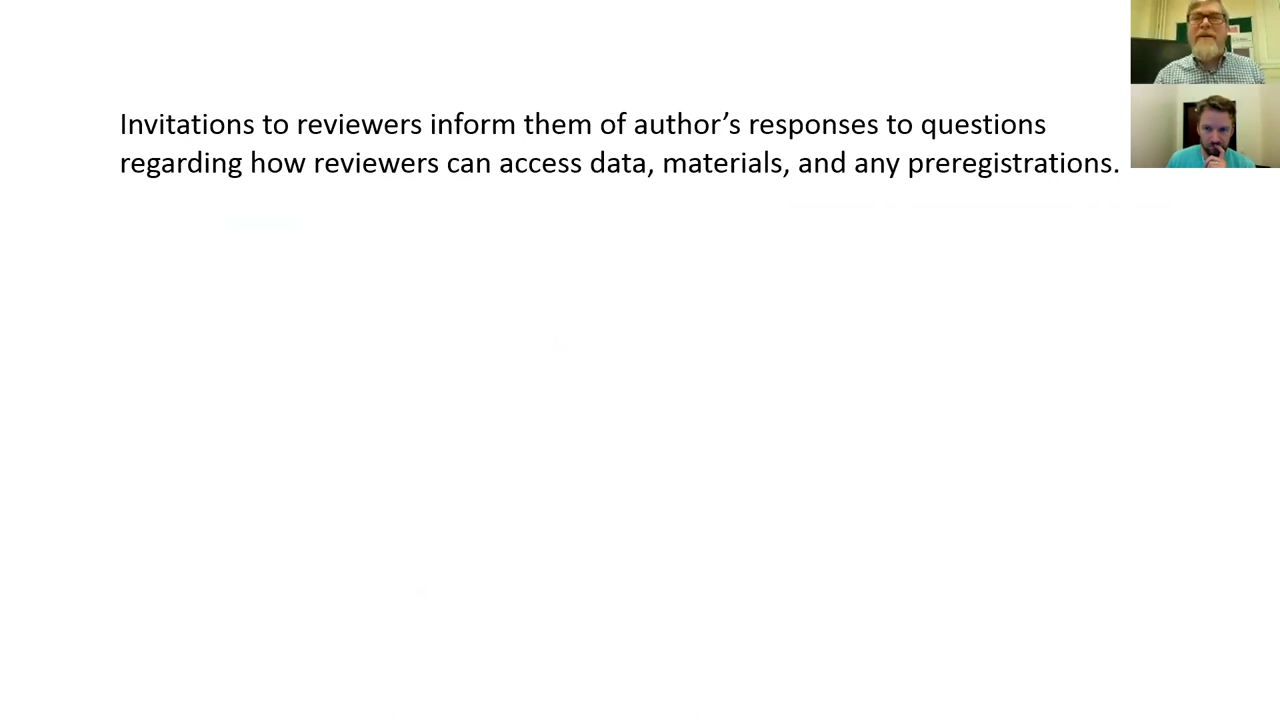 Invitations to reviewers inform them of author’s responses to questions
regarding how reviewers can access data, materials, and any preregistrations.